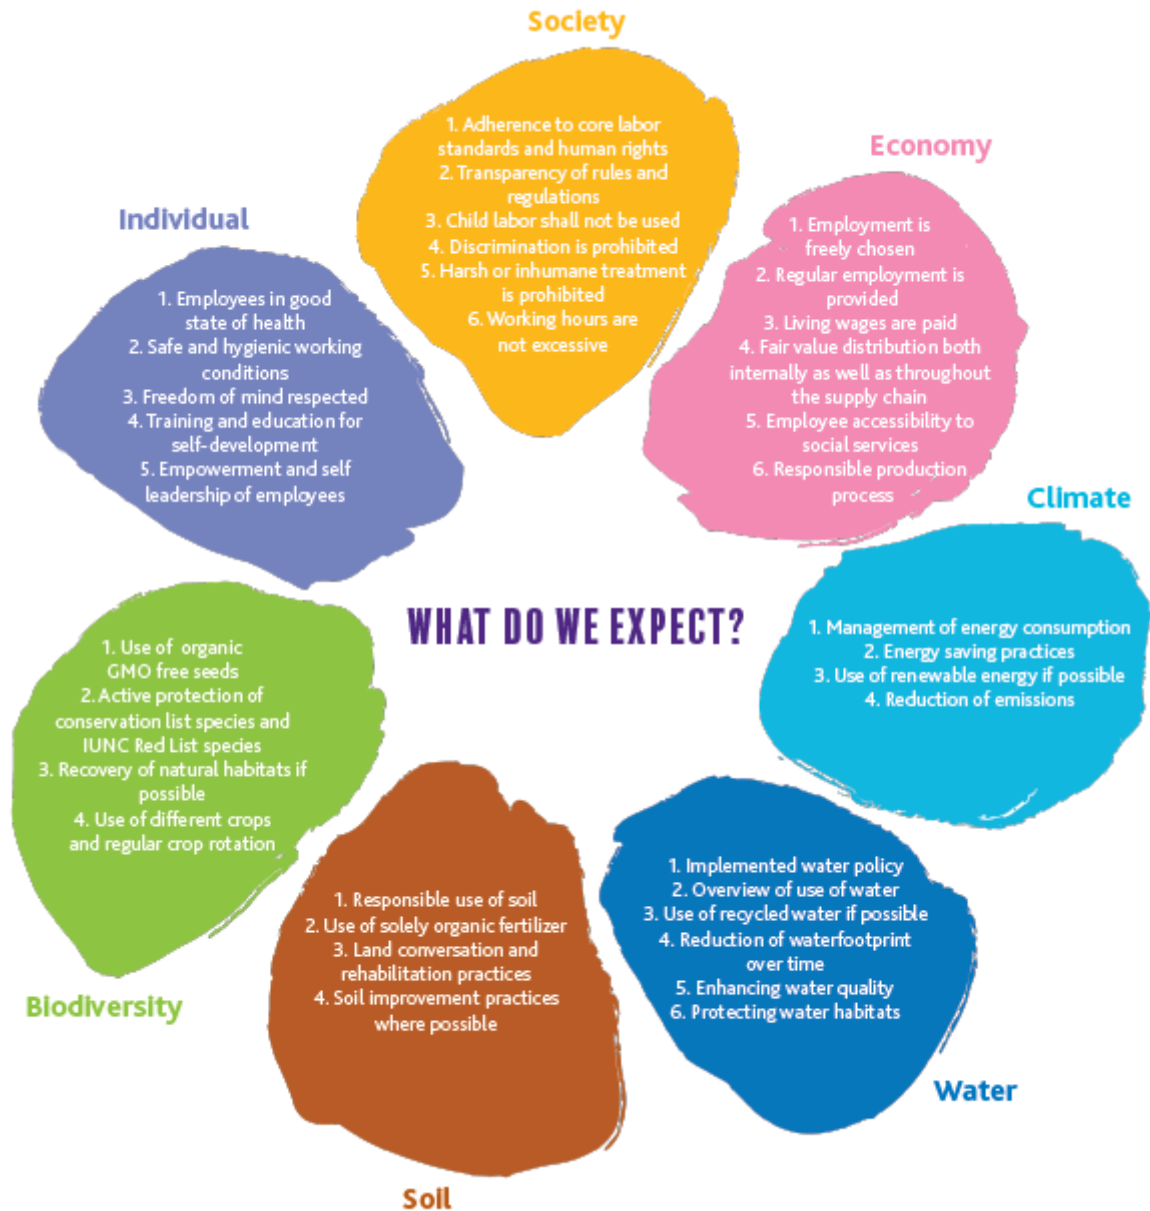 Society
1. Adherence to core labor
standards and human rights
2. Transparency of rules and
regulations
3. Child labor shall not be used
4. Discrimination is prohibited
5. Harsh or inhumane treatment
is prohibited
6. Working hours are
not excessive
Economy
1. Employment is
freely chosen
2. Regular employment is
provided
3. Living wages are paid
4. Fair value distribution both
internally as well as throughout
the supply chain
5. Employee accessibility to
social services
6. Responsible production
process
Individual
1. Employees in good
state of health
2. Safe and hygienic working
conditions
3. Freedom of mind respected
4. Training and education for
self-development
5. Empowerment and self
leadership of employees
Climate
1. Management of energy consumption
2. Energy saving practices
3. Use of renewable energy if possible
4. Reduction of emissions
WHAT DO WE EXPECT?
1. Use of organic
GMO free seeds
2. Active protection of
conservation list species and
IUNC Red List species
3. Recovery of natural habitats if
possible
4. Use of different crops
and regular crop rotation
Biodiversity
1. Responsible use of soil
2. Use of solely organic fertilizer
3. Land conversation and
rehabilitation practices
4. Soil improvement practices
where possible
Soil
1. Implemented water policy
2. Overview of use of water
3. Use of recycled water if possible
4. Reduction of waterfootprint
over time
5. Enhancing water quality
6. Protecting water habitats
Water